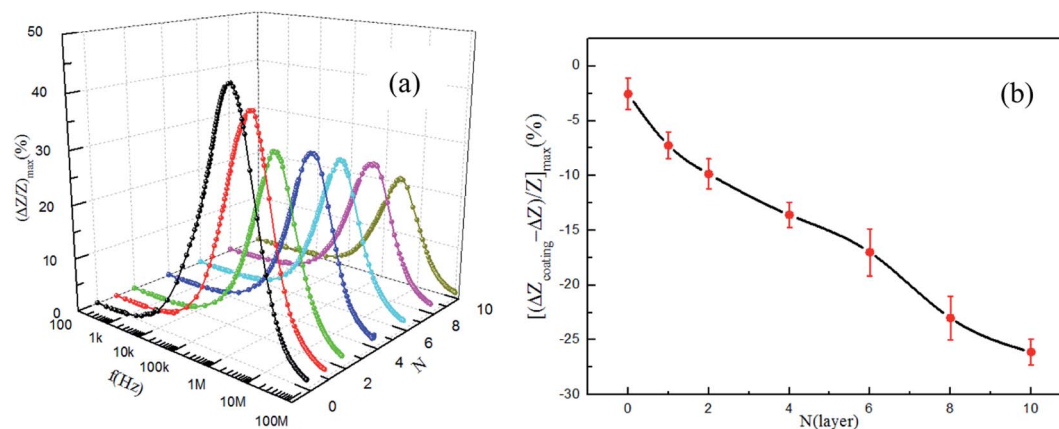 (a)
(ΔZ/Z)max(%)
50
40
30
20
10
0
100
1k
10k
100k
1M
10M
100M
f(Hz)
0
2
4
6
8
10
N
(b)
[(ΔZcoating−ΔZ)/Z]max(%)
0
-5
-10
-15
-20
-25
-30
0
2
4
6
8
10
N(layer)